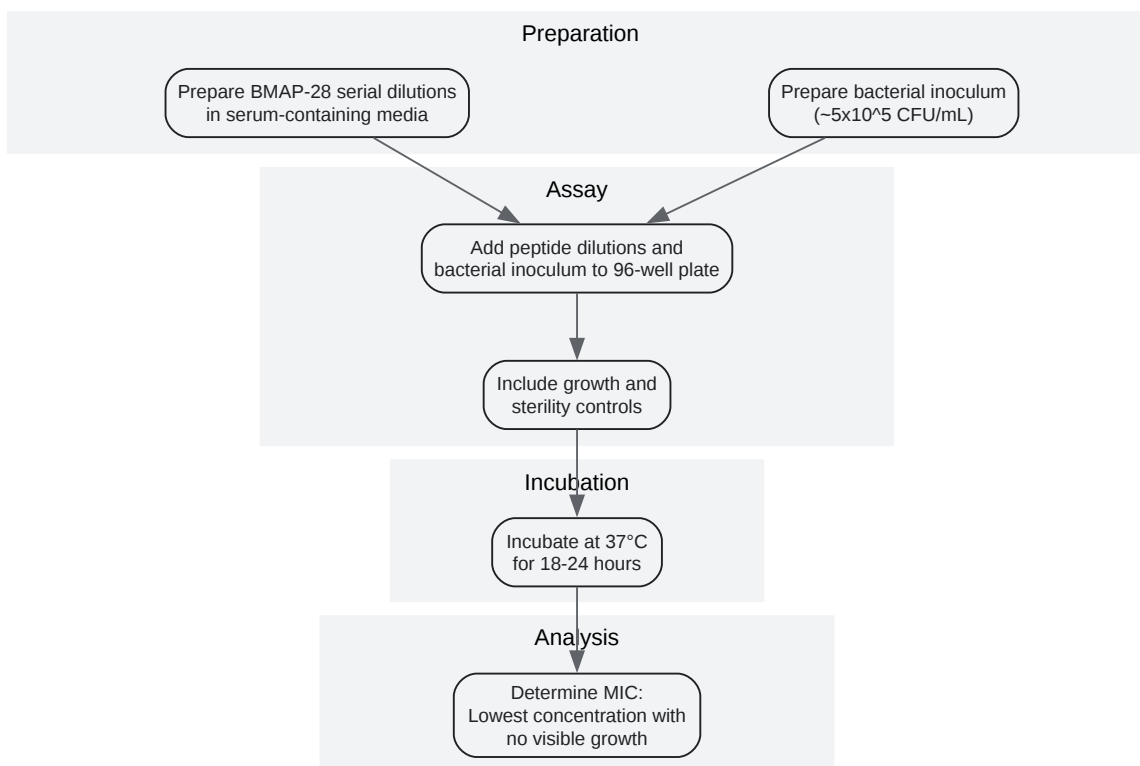 Preparation
Prepare BMAP-28 serial dilutions
in serum-containing media
Prepare bacterial inoculum
(~5x10^5 CFU/mL)
Assay
Add peptide dilutions and
bacterial inoculum to 96-well plate
Include growth and
sterility controls
Incubation
Incubate at 37°C
for 18-24 hours
Analysis
Determine MIC:
Lowest concentration with
no visible growth